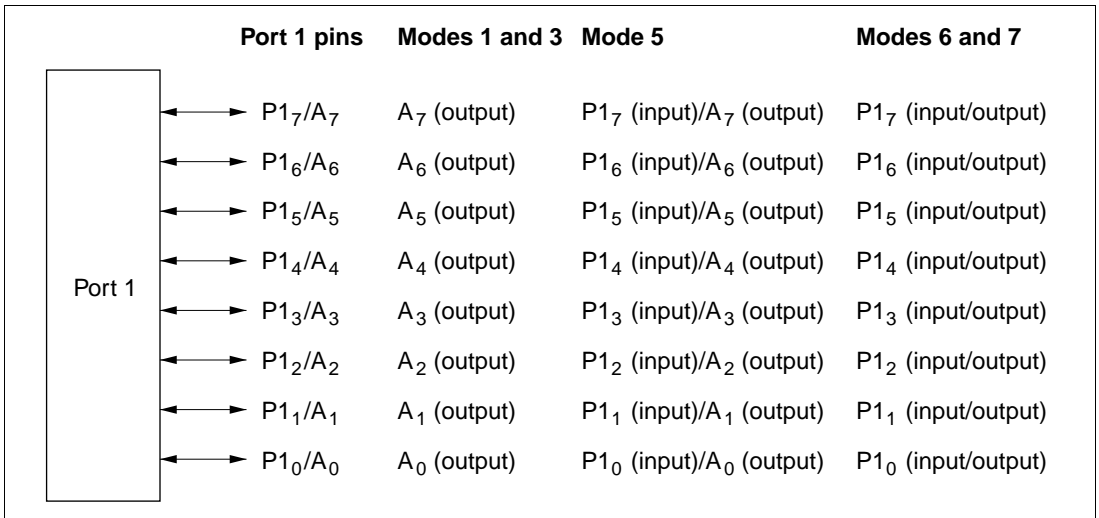 Port 1 pins Modes 1 and 3 Mode 5 Modes 6 and 7
P1₇/A₇ A₇ (output) P1₇ (input)/A₇ (output) P1₇ (input/output)
P1₆/A₆ A₆ (output) P1₆ (input)/A₆ (output) P1₆ (input/output)
P1₅/A₅ A₅ (output) P1₅ (input)/A₅ (output) P1₅ (input/output)
P1₄/A₄ A₄ (output) P1₄ (input)/A₄ (output) P1₄ (input/output)
Port 1
P1₃/A₃ A₃ (output) P1₃ (input)/A₃ (output) P1₃ (input/output)
P1₂/A₂ A₂ (output) P1₂ (input)/A₂ (output) P1₂ (input/output)
P1₁/A₁ A₁ (output) P1₁ (input)/A₁ (output) P1₁ (input/output)
P1₀/A₀ A₀ (output) P1₀ (input)/A₀ (output) P1₀ (input/output)